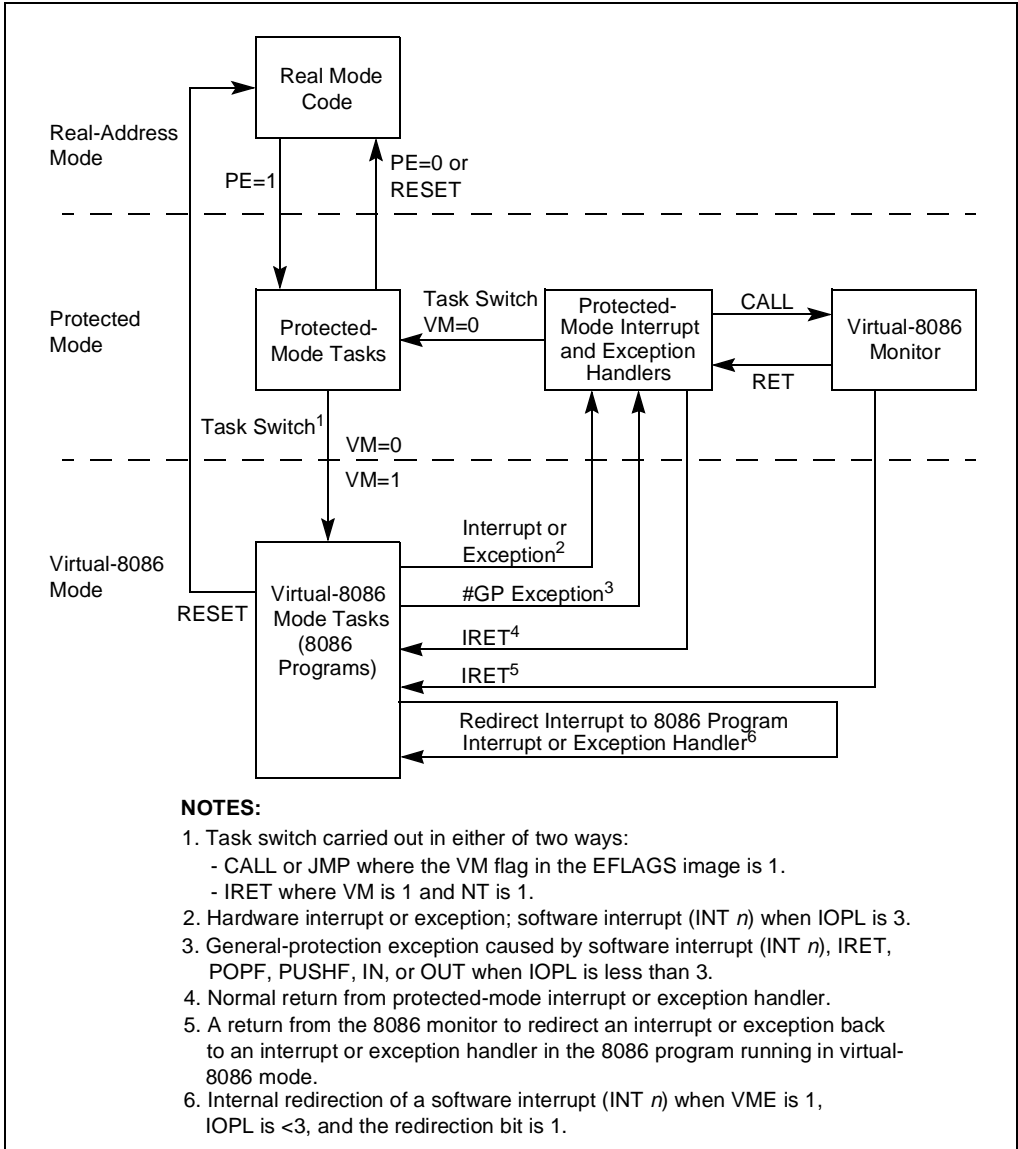 Real Mode
Code
Real-Address
Mode
PE=1
PE=0 or
RESET
Protected
Mode
Protected-
Mode Tasks
Task Switch
VM=0
Protected-
Mode Interrupt
and Exception
Handlers
CALL
RET
Virtual-8086
Monitor
Task Switch1
VM=0
VM=1
Virtual-8086
Mode
RESET
Virtual-8086
Mode Tasks
(8086
Programs)
Interrupt or
Exception2
#GP Exception3
IRET4
IRET5
Redirect Interrupt to 8086 Program
Interrupt or Exception Handler6
NOTES:
1. Task switch carried out in either of two ways:
- CALL or JMP where the VM flag in the EFLAGS image is 1.
- IRET where VM is 1 and NT is 1.
2. Hardware interrupt or exception; software interrupt (INT n) when IOPL is 3.
3. General-protection exception caused by software interrupt (INT n), IRET,
POPF, PUSHF, IN, or OUT when IOPL is less than 3.
4. Normal return from protected-mode interrupt or exception handler.
5. A return from the 8086 monitor to redirect an interrupt or exception back
to an interrupt or exception handler in the 8086 program running in virtual-
8086 mode.
6. Internal redirection of a software interrupt (INT n) when VME is 1,
IOPL is <3, and the redirection bit is 1.